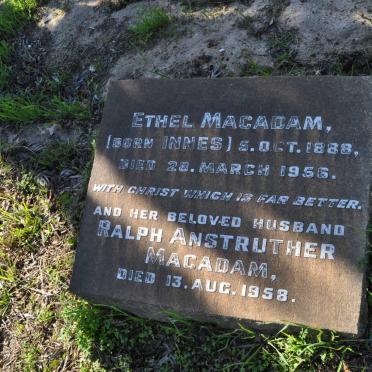 ETHEL MACADAM,
(BORN INNES) 5. OCT. 1888,
DIED 28. MARCH 1956.
WITH CHRIST WHICH IS FAR BETTER.
AND HER BELOVED HUSBAND
RALPH ANSTRUTHER
MACADAM,
DIED 13. AUG. 1958.